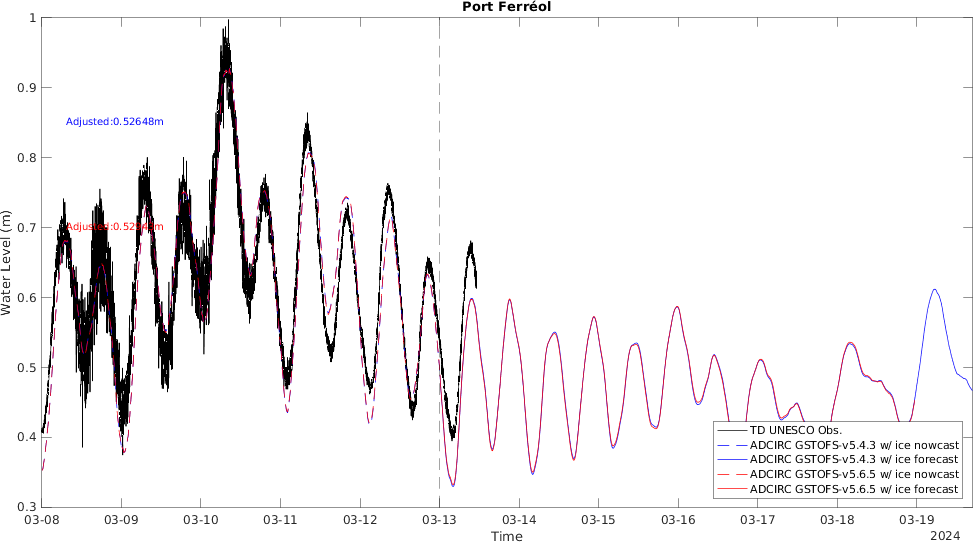 Port Ferréol
Water Level (m)
1
0.9
0.8
0.7
0.6
0.5
0.4
0.3
Adjusted:0.52648m
TD UNESCO Obs.
ADCIRC GSTOFS-v5.4.3 w/ ice nowcast
ADCIRC GSTOFS-v5.4.3 w/ ice forecast
ADCIRC GSTOFS-v5.6.5 w/ ice nowcast
ADCIRC GSTOFS-v5.6.5 w/ ice forecast
03-08
03-09
03-10
03-11
03-12
03-13
03-14
03-15
03-16
03-17
03-18
03-19
Time
2024